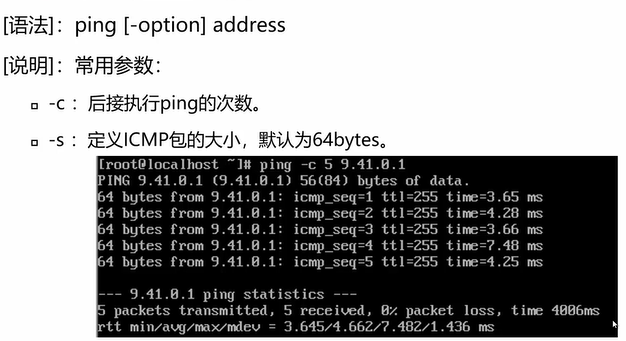 [语法]：ping [-option] address
[说明]：常用参数：
-c ：后接执行ping的次数。
-s ：定义ICMP包的大小，默认为64bytes。
[root@localhost ~]# ping -c 5 9.41.0.1
PING 9.41.0.1 (9.41.0.1) 56(84) bytes of data.
64 bytes from 9.41.0.1: icmp_seq=1 ttl=255 time=3.65 ms
64 bytes from 9.41.0.1: icmp_seq=2 ttl=255 time=4.28 ms
64 bytes from 9.41.0.1: icmp_seq=3 ttl=255 time=3.66 ms
64 bytes from 9.41.0.1: icmp_seq=4 ttl=255 time=7.48 ms
64 bytes from 9.41.0.1: icmp_seq=5 ttl=255 time=4.25 ms
--- 9.41.0.1 ping statistics ---
5 packets transmitted, 5 received, 0% packet loss, time 4006ms
rtt min/avg/max/mdev = 3.645/4.662/7.482/1.436 ms